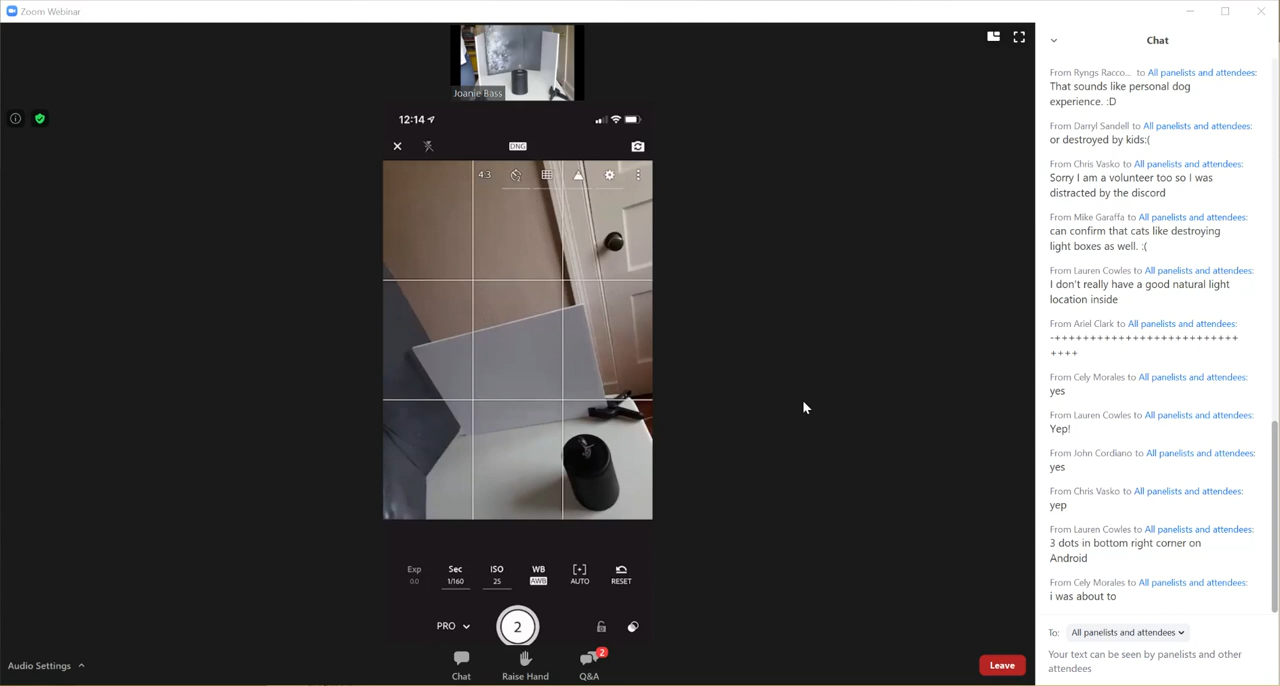 Zoom Webinar
Joanie Bass
12:14
DNG
4:3
Exp
0.0
Sec
1/160
ISO
25
WB
AWB
AUTO
RESET
PRO
2
Audio Settings
Chat
Raise Hand
2
Q&A
Leave
Chat
From Ryngs Racco... to All panelists and attendees:
That sounds like personal dog
experience. :D
From Darryl Sandell to All panelists and attendees:
or destroyed by kids:(
From Chris Vasko to All panelists and attendees:
Sorry I am a volunteer too so I was
distracted by the discord
From Mike Garaffa to All panelists and attendees:
can confirm that cats like destroying
light boxes as well. :(
From Lauren Cowles to All panelists and attendees:
I don't really have a good natural light
location inside
From Ariel Clark to All panelists and attendees:
-++++++++++++++++++++++++++
++++
From Cely Morales to All panelists and attendees:
yes
From Lauren Cowles to All panelists and attendees:
Yep!
From John Cordiano to All panelists and attendees:
yes
From Chris Vasko to All panelists and attendees:
yep
From Lauren Cowles to All panelists and attendees:
3 dots in bottom right corner on
Android
From Cely Morales to All panelists and attendees:
i was about to
To: All panelists and attendees
Your text can be seen by panelists and other
attendees